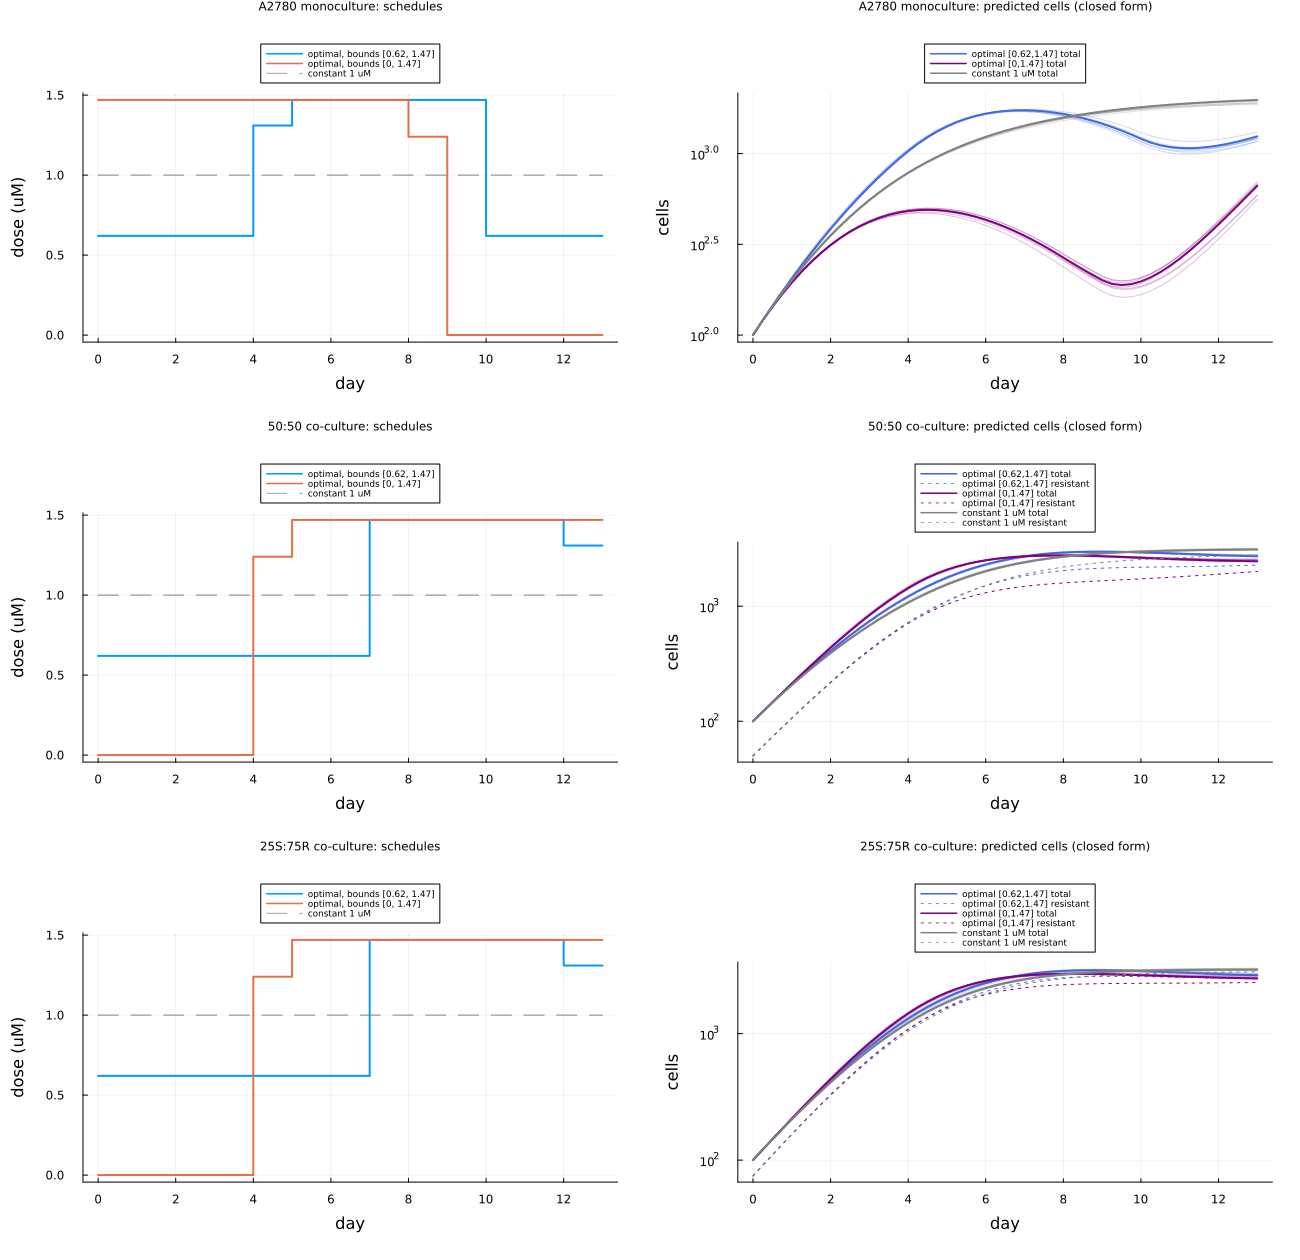 A2780 monoculture: schedules
optimal, bounds [0.62, 1.47]
optimal, bounds [0, 1.47]
constant 1 uM
1.5
1.0
0.5
0.0
dose (uM)
0 2 4 6 8 10 12
day
A2780 monoculture: predicted cells (closed form)
optimal [0.62,1.47] total
optimal [0,1.47] total
constant 1 uM total
10^3.0
10^2.5
10^2.0
cells
0 2 4 6 8 10 12
day
50:50 co-culture: schedules
optimal, bounds [0.62, 1.47]
optimal, bounds [0, 1.47]
constant 1 uM
1.5
1.0
0.5
0.0
dose (uM)
0 2 4 6 8 10 12
day
50:50 co-culture: predicted cells (closed form)
optimal [0.62,1.47] total
optimal [0.62,1.47] resistant
optimal [0,1.47] total
optimal [0,1.47] resistant
constant 1 uM total
constant 1 uM resistant
10^3
10^2
cells
0 2 4 6 8 10 12
day
25S:75R co-culture: schedules
optimal, bounds [0.62, 1.47]
optimal, bounds [0, 1.47]
constant 1 uM
1.5
1.0
0.5
0.0
dose (uM)
0 2 4 6 8 10 12
day
25S:75R co-culture: predicted cells (closed form)
optimal [0.62,1.47] total
optimal [0.62,1.47] resistant
optimal [0,1.47] total
optimal [0,1.47] resistant
constant 1 uM total
constant 1 uM resistant
10^3
10^2
cells
0 2 4 6 8 10 12
day